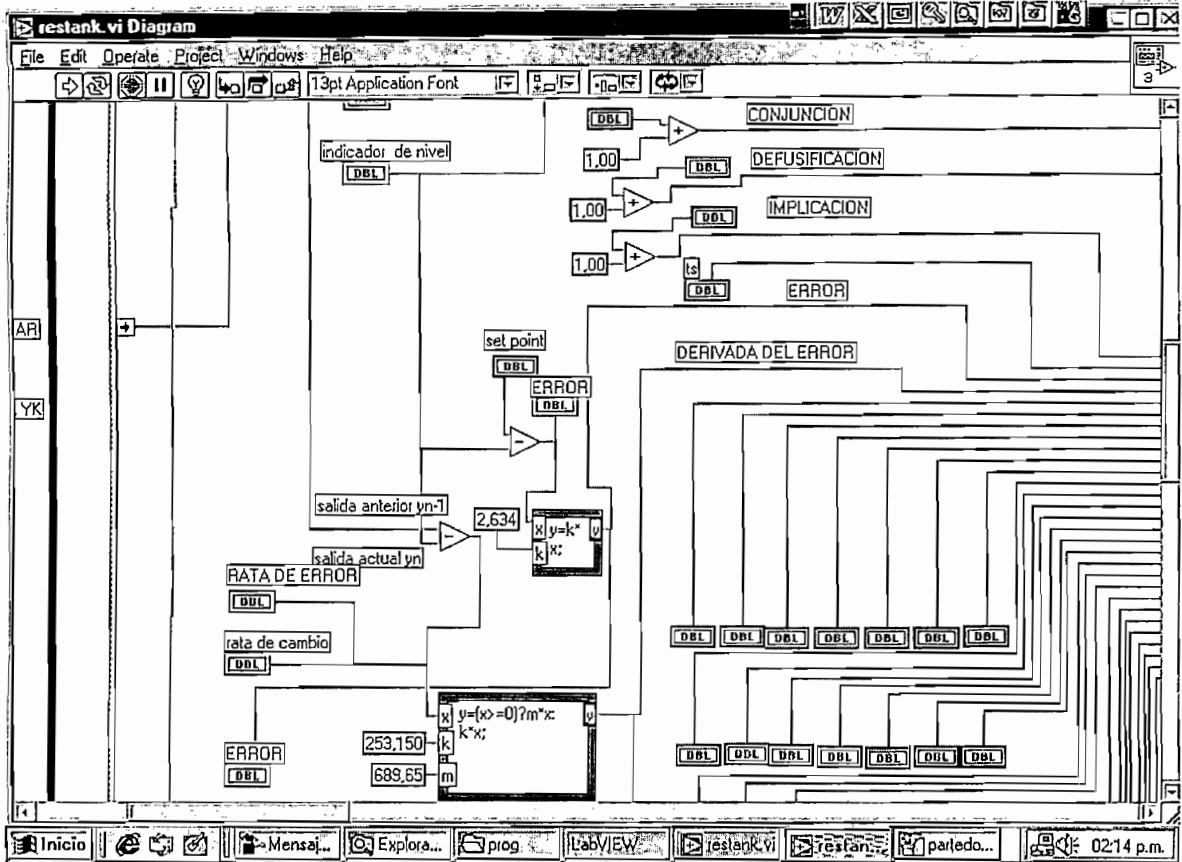 restank.vi Diagram
File Edit Operate Project Windows Help
13pt Application Font
3
DBL
CONJUNCION
1,00
indicador de nivel
DBL
DBL
DEFUSIFICACION
1,00
DBL
IMPLICACION
1,00
ts
DBL
ERROR
AR
set point
DBL
DERIVADA DEL ERROR
ERROR
DBL
YK
salida anterior yn-1
2,634
x y=k* y
k x;
salida actual yn
RATA DE ERROR
DBL
rata de cambio
DBL
DBL DBL DBL DBL DBL DBL DBL
x y=(x>=0)?m*x: y
k*x;
253,150 k
689,65 m
ERROR
DBL
DBL DBL DBL DBL DBL DBL DBL
Inicio Mensaj... Explora... prog LabVIEW restank.vi restan... partedo... 02:14 p.m.